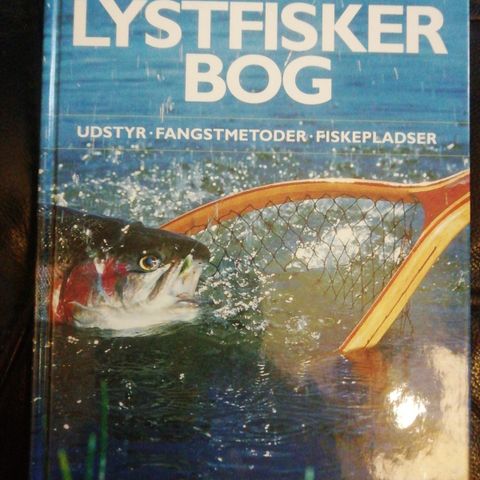 LYSTFISKER
BOG
UDSTYR · FANGSTMETODER · FISKEPLADSER